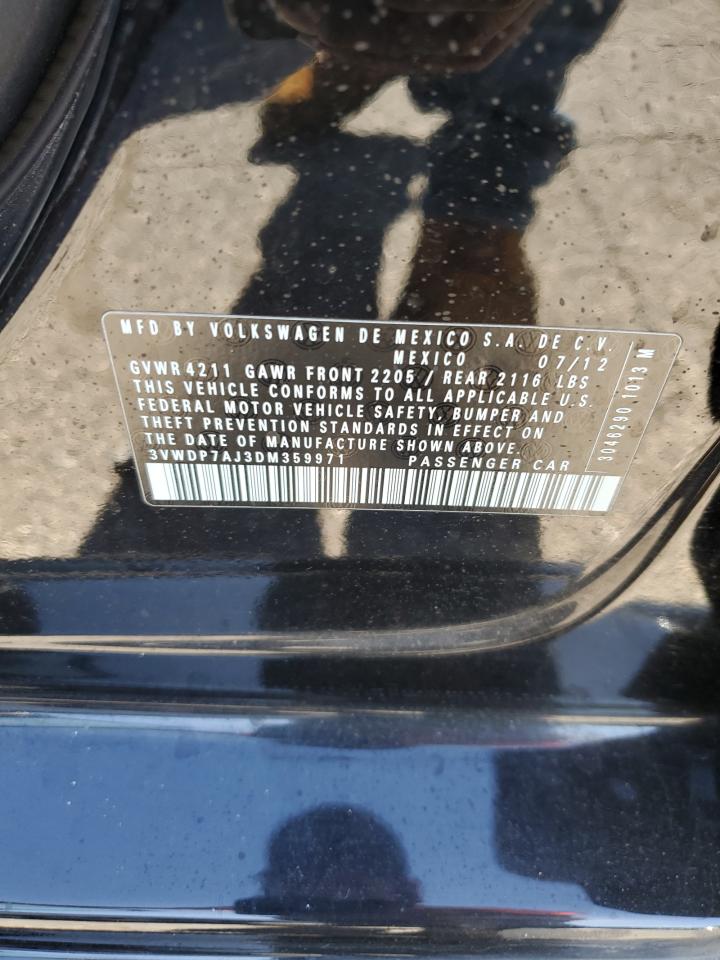 MFD BY VOLKSWAGEN DE MEXICO S.A. DE C.V.
MEXICO 07/12
GVWR 4211 GAWR FRONT 2205 / REAR 2116 LBS
THIS VEHICLE CONFORMS TO ALL APPLICABLE U.S.
FEDERAL MOTOR VEHICLE SAFETY, BUMPER AND
THEFT PREVENTION STANDARDS IN EFFECT ON
THE DATE OF MANUFACTURE SHOWN ABOVE.
3VWDP7AJ3DM359971 PASSENGER CAR
3046290 1013 M